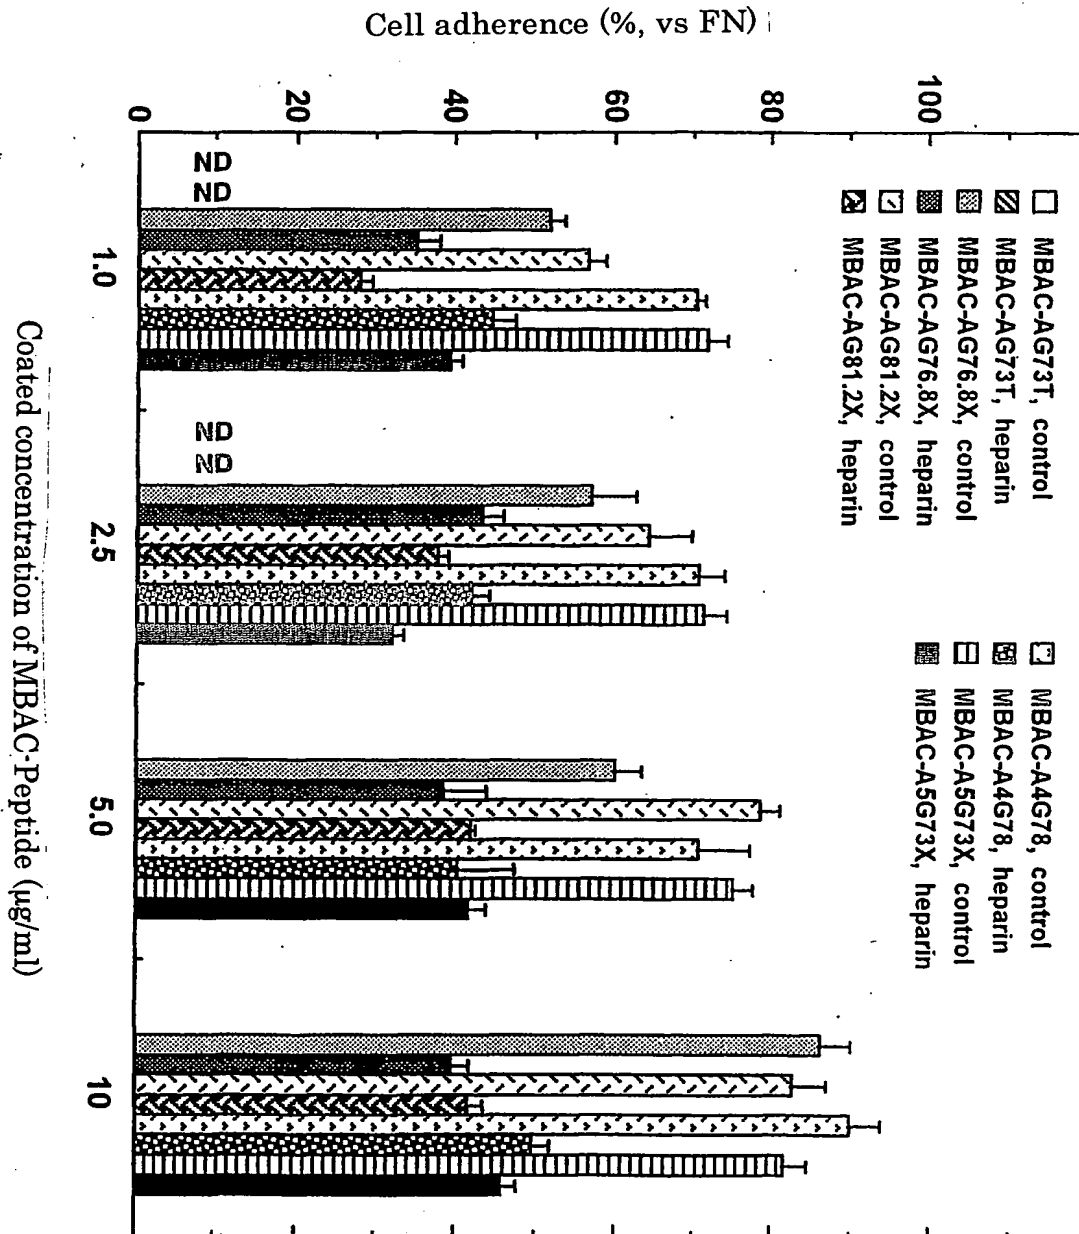 Cell adherence (%, vs FN)
0
20
40
60
80
100
MBAC-AG73T, control
MBAC-AG73T, heparin
MBAC-AG76.8X, control
MBAC-AG76.8X, heparin
MBAC-AG81.2X, control
MBAC-AG81.2X, heparin
MBAC-A4G78, control
MBAC-A4G78, heparin
MBAC-A5G73X, control
MBAC-A5G73X, heparin
ND
ND
ND
ND
1.0
2.5
5.0
10
Coated concentration of MBAC-Peptide (μg/ml)